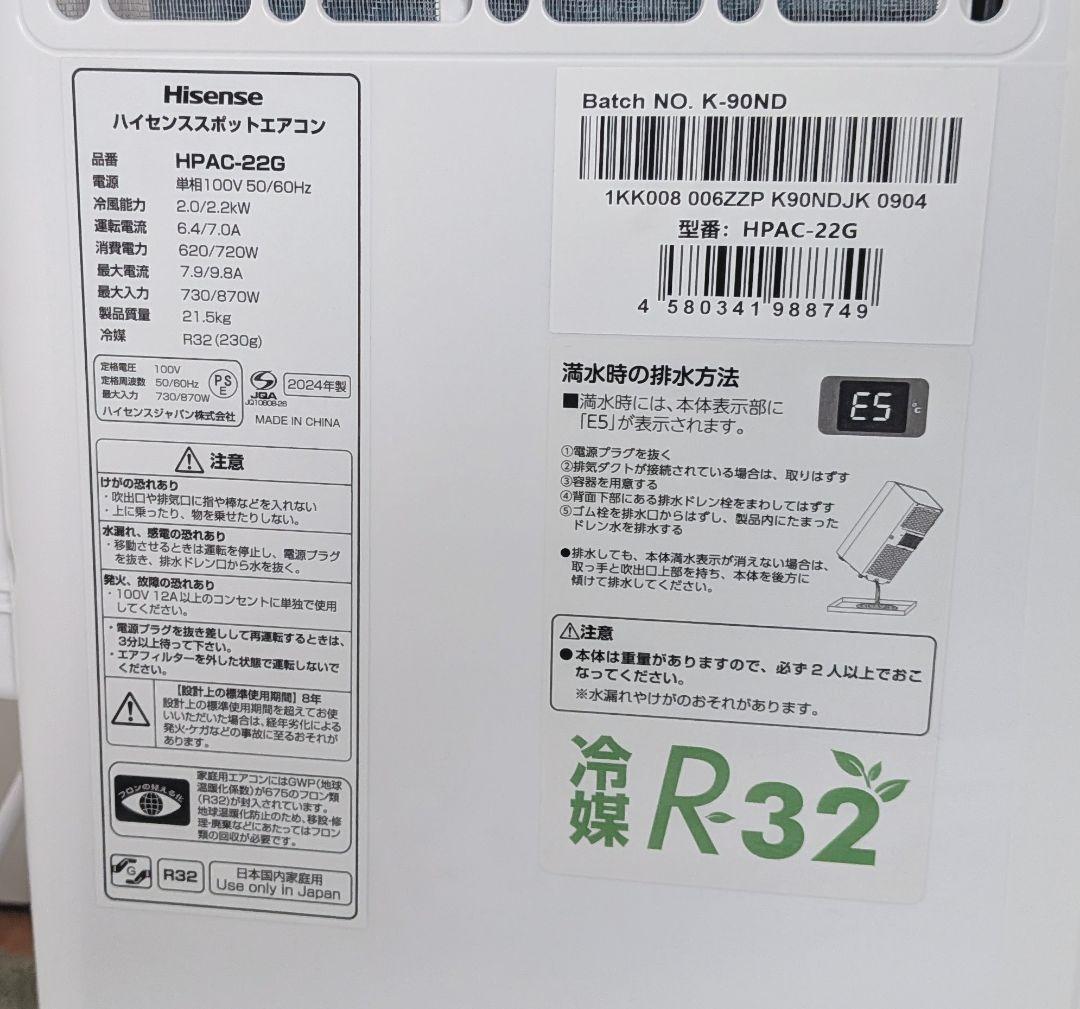 Hisense
ハイセンススポットエアコン
品番 HPAC-22G
電源 単相100V 50/60Hz
冷風能力 2.0/2.2kW
運転電流 6.4/7.0A
消費電力 620/720W
最大電流 7.9/9.8A
最大入力 730/870W
製品質量 21.5kg
冷媒 R32(230g)
定格電圧 100V
定格周波数 50/60Hz
最大入力 730/870W
ハイセンスジャパン株式会社
PS
E
JQA
JQ10808-26
2024年製
MADE IN CHINA
注意
けがの恐れあり
・吹出口や排気口に指や棒などを入れない
・上に乗ったり、物を乗せたりしない。
水漏れ、感電の恐れあり
・移動させるときは運転を停止し、電源プラグ
を抜き、排水ドレン口から水を抜く。
発火、故障の恐れあり
・100V 12A以上のコンセントに単独で使用
してください。
・電源プラグを抜き差しして再運転するときは、
3分以上待って下さい。
・エアフィルターを外した状態で運転しないで
ください。
【設計上の標準使用期間】8年
設計上の標準使用期間を超えてお使
いいただいた場合は、経年劣化による
発火・ケガなどの事故に至るおそれが
あります。
フロンの見える化
家庭用エアコンにはGWP(地球
温暖化係数)が675のフロン類
(R32)が封入されています。
地球温暖化防止のため、移設・修
理・廃棄などにあたってはフロン
類の回収が必要です。
G
R32
日本国内家庭用
Use only in Japan
Batch NO. K-90ND
1KK008 006ZZP K90NDJK 0904
型番: HPAC-22G
4 580341 988749
満水時の排水方法
■満水時には、本体表示部に
「E5」が表示されます。
E5 ℃
①電源プラグを抜く
②排気ダクトが接続されている場合は、取りはずす
③容器を用意する
④背面下部にある排水ドレン栓をまわしてはずす
⑤ゴム栓を排水口からはずし、製品内にたまった
ドレン水を排水する
●排水しても、本体満水表示が消えない場合は、
取っ手と吹出口上部を持ち、本体を後方に
傾けて排水してください。
注意
●本体は重量がありますので、必ず2人以上でおこ
なってください。
※水漏れやけがのおそれがあります。
冷媒 R-32